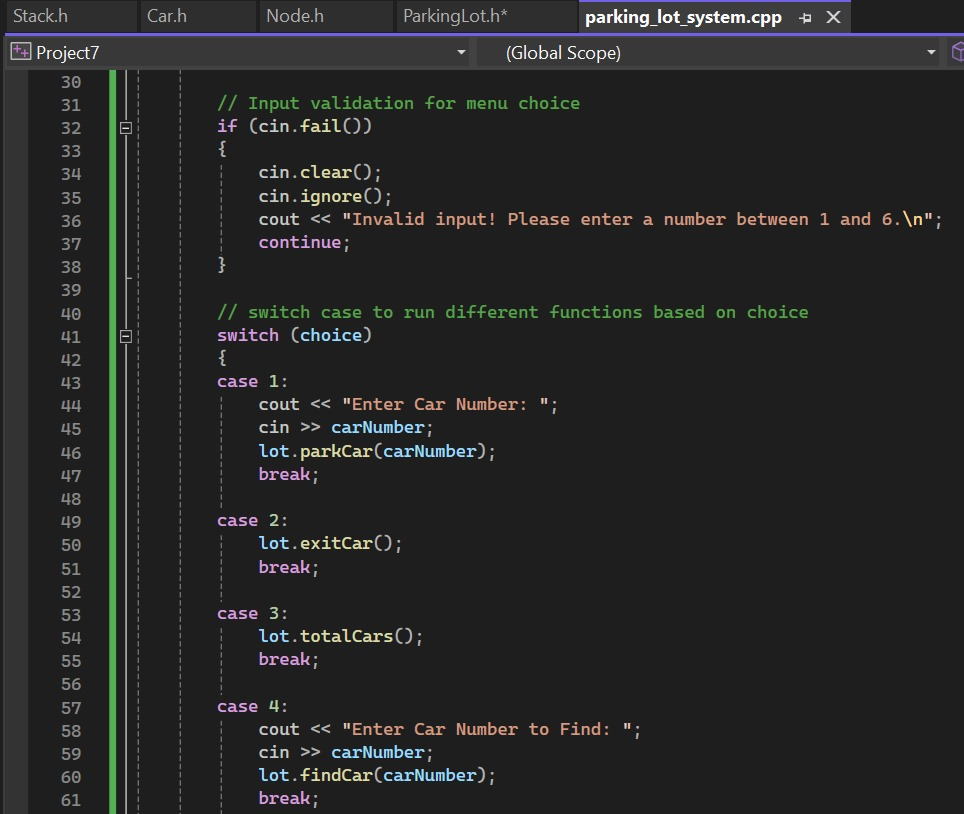 Stack.h Car.h Node.h ParkingLot.h* parking_lot_system.cpp
Project7 (Global Scope)
30
31 // Input validation for menu choice
32 if (cin.fail())
33 {
34 cin.clear();
35 cin.ignore();
36 cout << "Invalid input! Please enter a number between 1 and 6.\n";
37 continue;
38 }
39
40 // switch case to run different functions based on choice
41 switch (choice)
42 {
43 case 1:
44 cout << "Enter Car Number: ";
45 cin >> carNumber;
46 lot.parkCar(carNumber);
47 break;
48
49 case 2:
50 lot.exitCar();
51 break;
52
53 case 3:
54 lot.totalCars();
55 break;
56
57 case 4:
58 cout << "Enter Car Number to Find: ";
59 cin >> carNumber;
60 lot.findCar(carNumber);
61 break;